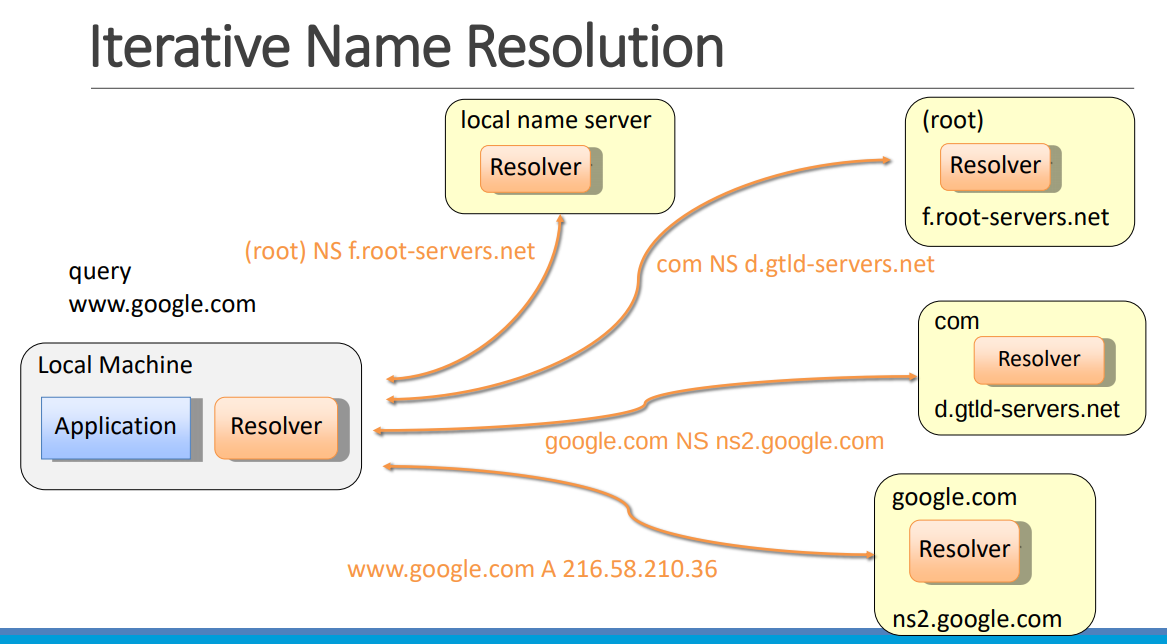 Iterative Name Resolution
local name server
Resolver
(root)
Resolver
f.root-servers.net
(root) NS f.root-servers.net
com NS d.gtld-servers.net
query
www.google.com
com
Resolver
d.gtld-servers.net
Local Machine
Application
Resolver
google.com NS ns2.google.com
google.com
Resolver
ns2.google.com
www.google.com A 216.58.210.36